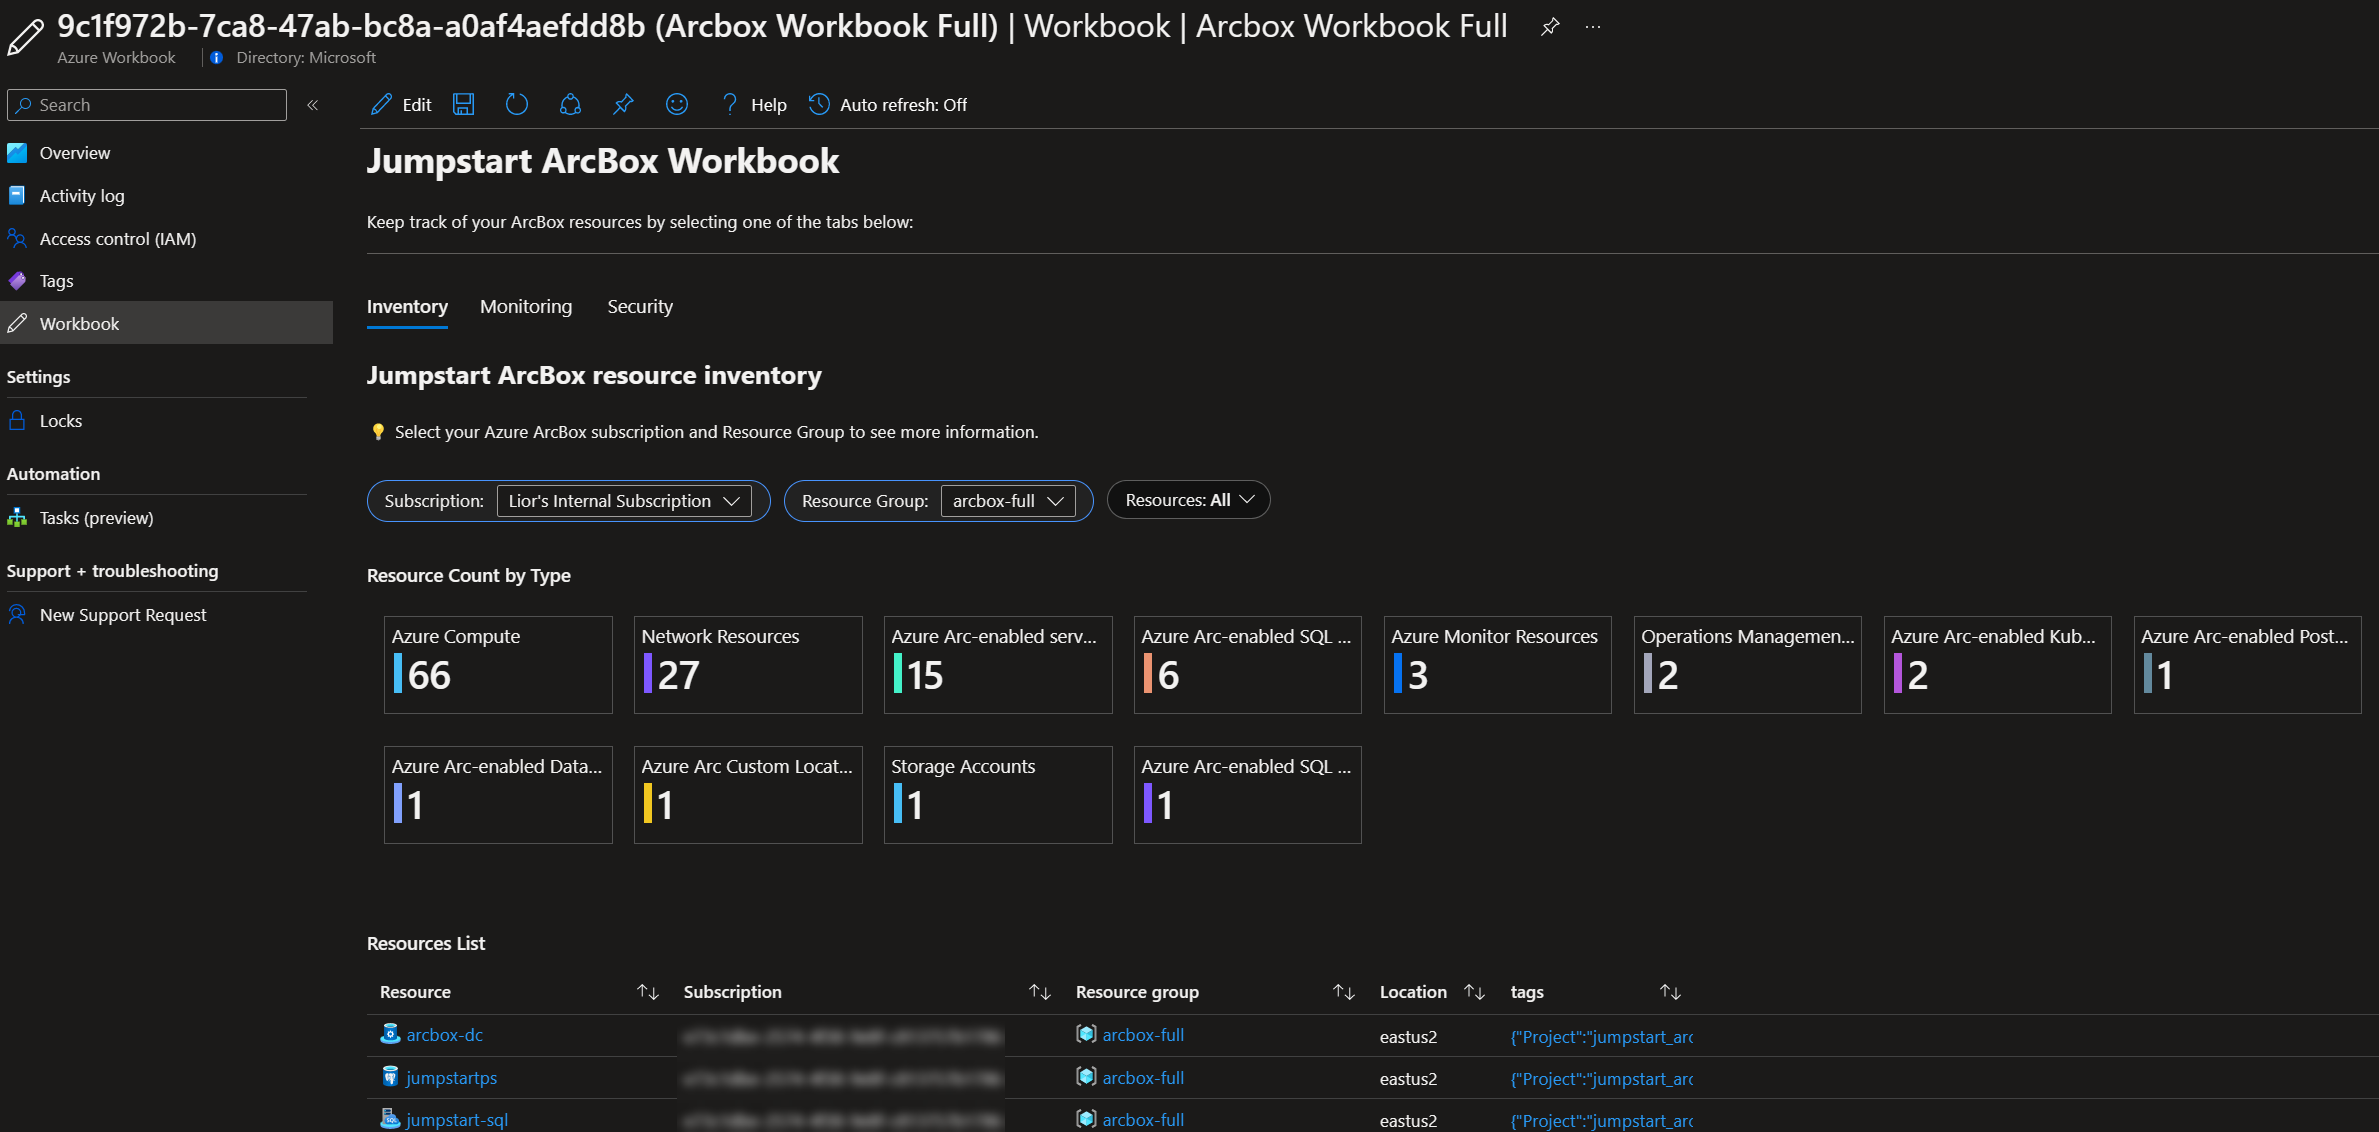 9c1f972b-7ca8-47ab-bc8a-a0af4aefdd8b (Arcbox Workbook Full) | Workbook | Arcbox Workbook Full
Azure Workbook
Directory: Microsoft
Search
Overview
Activity log
Access control (IAM)
Tags
Workbook
Settings
Locks
Automation
Tasks (preview)
Support + troubleshooting
New Support Request
Edit
Help
Auto refresh: Off
Jumpstart ArcBox Workbook
Keep track of your ArcBox resources by selecting one of the tabs below:
Inventory Monitoring Security
Jumpstart ArcBox resource inventory
Select your Azure ArcBox subscription and Resource Group to see more information.
Subscription: Lior's Internal Subscription Resource Group: arcbox-full Resources: All
Resource Count by Type
Azure Compute
66
Network Resources
27
Azure Arc-enabled serv...
15
Azure Arc-enabled SQL ...
6
Azure Monitor Resources
3
Operations Managemen...
2
Azure Arc-enabled Kub...
2
Azure Arc-enabled Post...
1
Azure Arc-enabled Data...
1
Azure Arc Custom Locat...
1
Storage Accounts
1
Azure Arc-enabled SQL ...
1
Resources List
Resource Subscription Resource group Location tags
arcbox-dc arcbox-full eastus2 {"Project":"jumpstart_arc
jumpstartps arcbox-full eastus2 {"Project":"jumpstart_arc
jumpstart-sql arcbox-full eastus2 {"Project":"jumpstart_arc